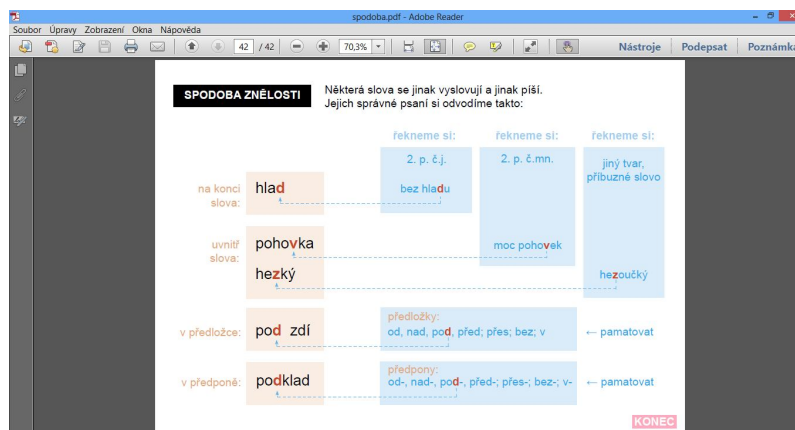 spodoba.pdf - Adobe Reader
Soubor Úpravy Zobrazení Okna Nápověda
42 / 42 70,3% Nástroje Podepsat Poznámka
SPODOBA ZNĚLOSTI
Některá slova se jinak vyslovují a jinak píší.
Jejich správné psaní si odvodíme takto:
řekneme si: řekneme si: řekneme si:
2. p. č.j. 2. p. č.mn. jiný tvar,
příbuzné slovo
na konci
slova:
hlad bez hladu
uvnitř
slova:
pohovka moc pohovek
hezký hezoučký
v předložce: pod zdí
předložky:
od, nad, pod, před; přes; bez; v ← pamatovat
v předponě: podklad
předpony:
od-, nad-, pod-, před-; přes-; bez-; v- ← pamatovat
KONEC